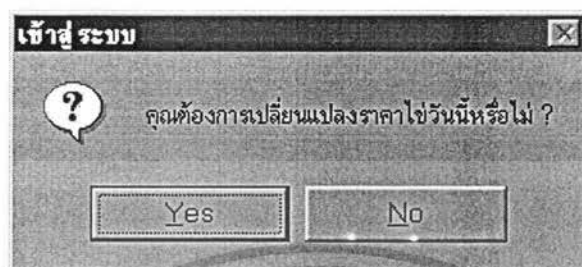 เข้าสู่ ระบบ
?
คุณต้องการเปลี่ยนแปลงราคาไข่วันนี้หรือไม่ ?
Yes
No